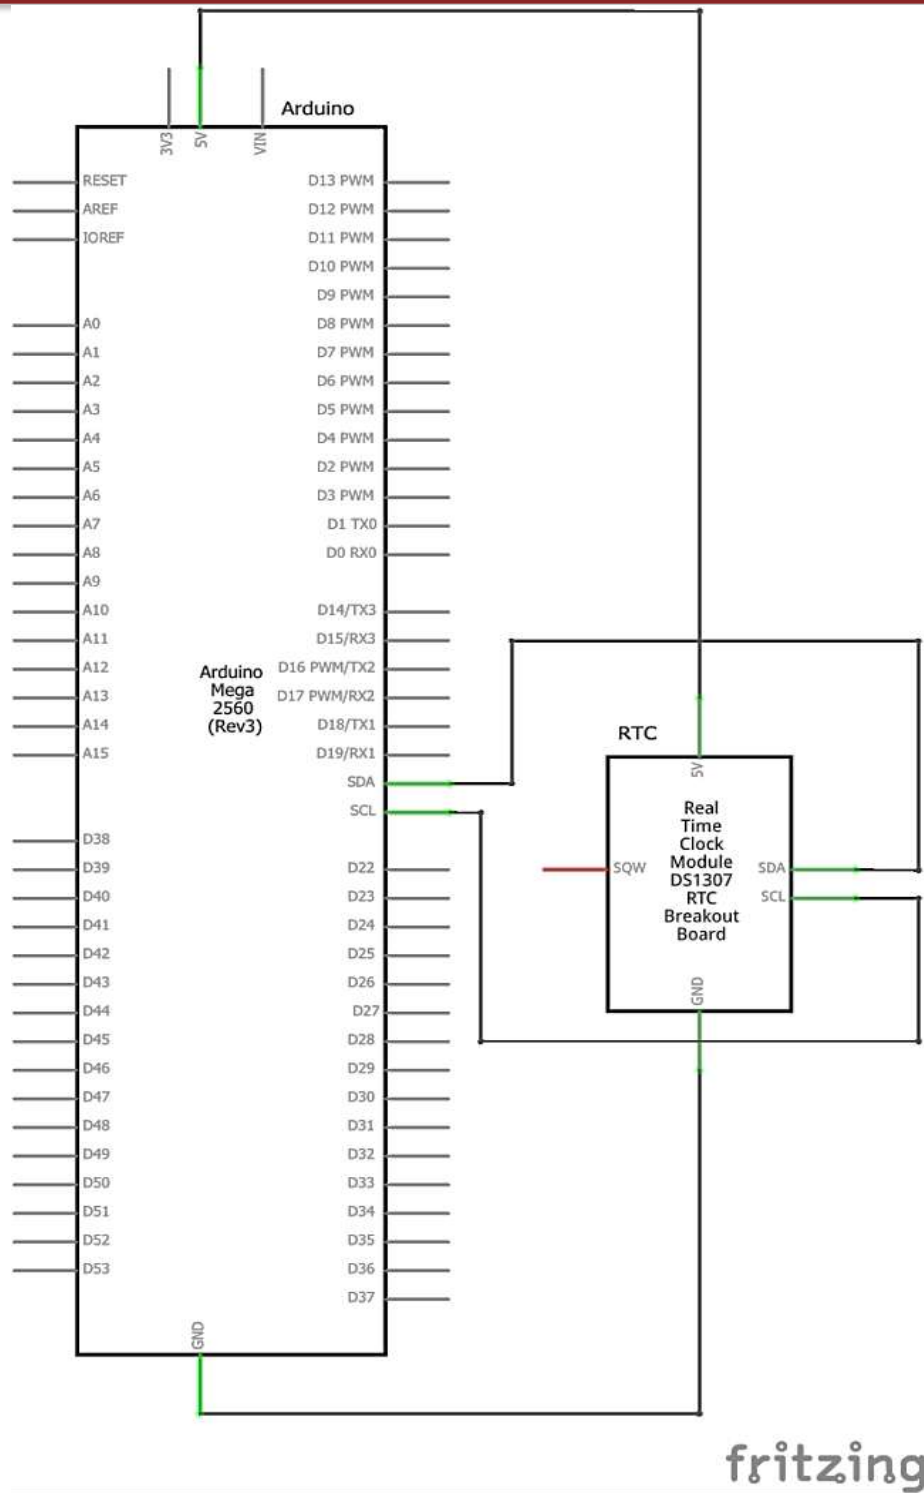 Arduino
3V3
5V
VIN
RESET
AREF
IOREF
A0
A1
A2
A3
A4
A5
A6
A7
A8
A9
A10
A11
A12
A13
A14
A15
D38
D39
D40
D41
D42
D43
D44
D45
D46
D47
D48
D49
D50
D51
D52
D53
Arduino
Mega
2560
(Rev3)
D13 PWM
D12 PWM
D11 PWM
D10 PWM
D9 PWM
D8 PWM
D7 PWM
D6 PWM
D5 PWM
D4 PWM
D2 PWM
D3 PWM
D1 TX0
D0 RX0
D14/TX3
D15/RX3
D16 PWM/TX2
D17 PWM/RX2
D18/TX1
D19/RX1
SDA
SCL
D22
D23
D24
D25
D26
D27
D28
D29
D30
D31
D32
D33
D34
D35
D36
D37
GND
RTC
5V
SQW
Real
Time
Clock
Module
DS1307
RTC
Breakout
Board
SDA
SCL
GND
fritzing